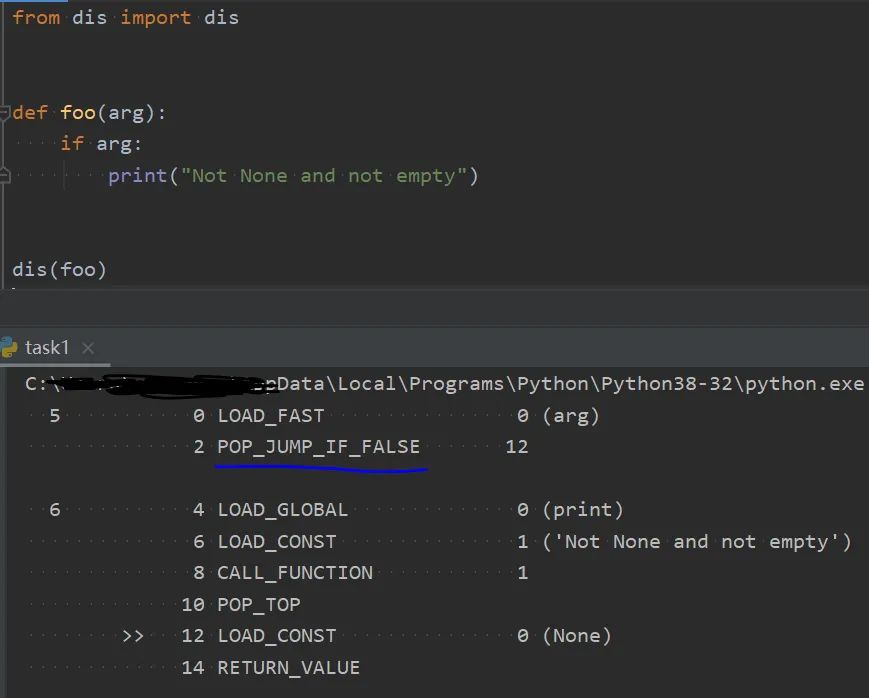 from dis import dis
def foo(arg):
if arg:
print("Not None and not empty")
dis(foo)
task1
C:\ Data\Local\Programs\Python\Python38-32\python.exe
5 0 LOAD_FAST 0 (arg)
2 POP_JUMP_IF_FALSE 12
6 4 LOAD_GLOBAL 0 (print)
6 LOAD_CONST 1 ('Not None and not empty')
8 CALL_FUNCTION 1
10 POP_TOP
>> 12 LOAD_CONST 0 (None)
14 RETURN_VALUE